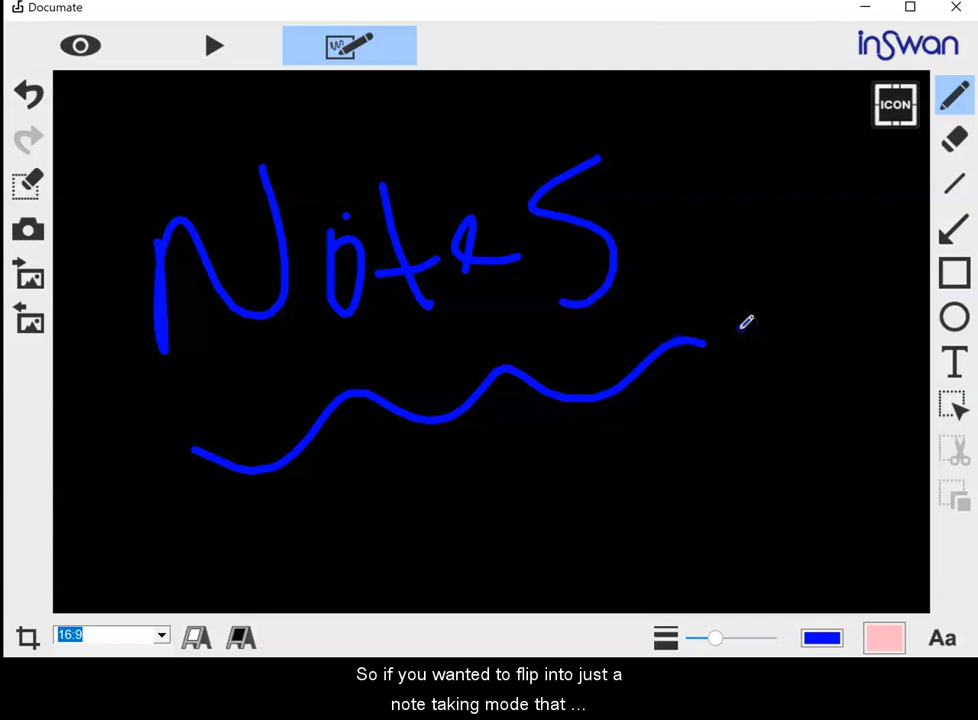 Documate
inswan
ICON
Notes
T
16:9
Aa
So if you wanted to flip into just a
note taking mode that ...